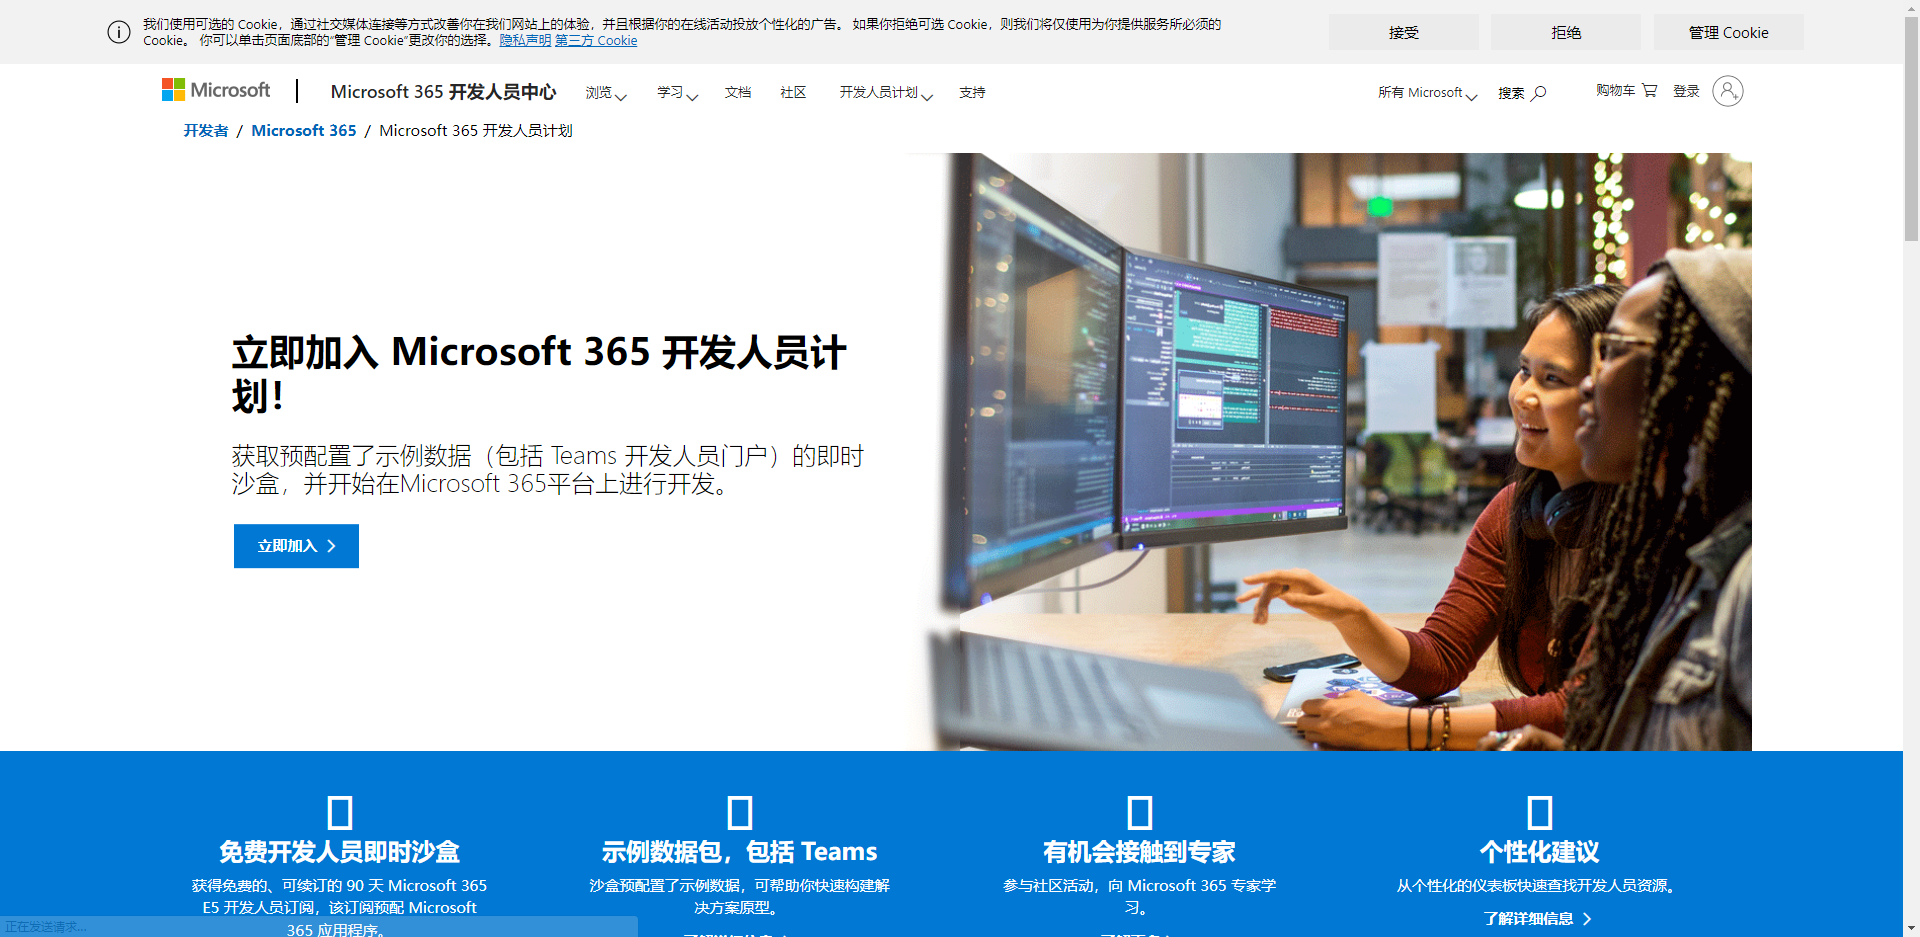 我们使用可选的 Cookie，通过社交媒体连接等方式改善你在我们网站上的体验，并且根据你的在线活动投放个性化的广告。 如果你拒绝可选 Cookie，则我们将仅使用为你提供服务所必须的
Cookie。 你可以单击页面底部的“管理 Cookie”更改你的选择。隐私声明 第三方 Cookie
接受
拒绝
管理 Cookie
Microsoft
Microsoft 365 开发人员中心
浏览
学习
文档
社区
开发人员计划
支持
所有 Microsoft
搜索
购物车
登录
开发者 / Microsoft 365 / Microsoft 365 开发人员计划
立即加入 Microsoft 365 开发人员计
划！
获取预配置了示例数据（包括 Teams 开发人员门户）的即时
沙盒，并开始在Microsoft 365平台上进行开发。
立即加入
免费开发人员即时沙盒
获得免费的、可续订的 90 天 Microsoft 365
E5 开发人员订阅，该订阅预配 Microsoft
365 应用程序。
示例数据包，包括 Teams
沙盒预配置了示例数据，可帮助你快速构建解
决方案原型。
有机会接触到专家
参与社区活动，向 Microsoft 365 专家学
习。
个性化建议
从个性化的仪表板快速查找开发人员资源。
了解详细信息
正在发送请求...